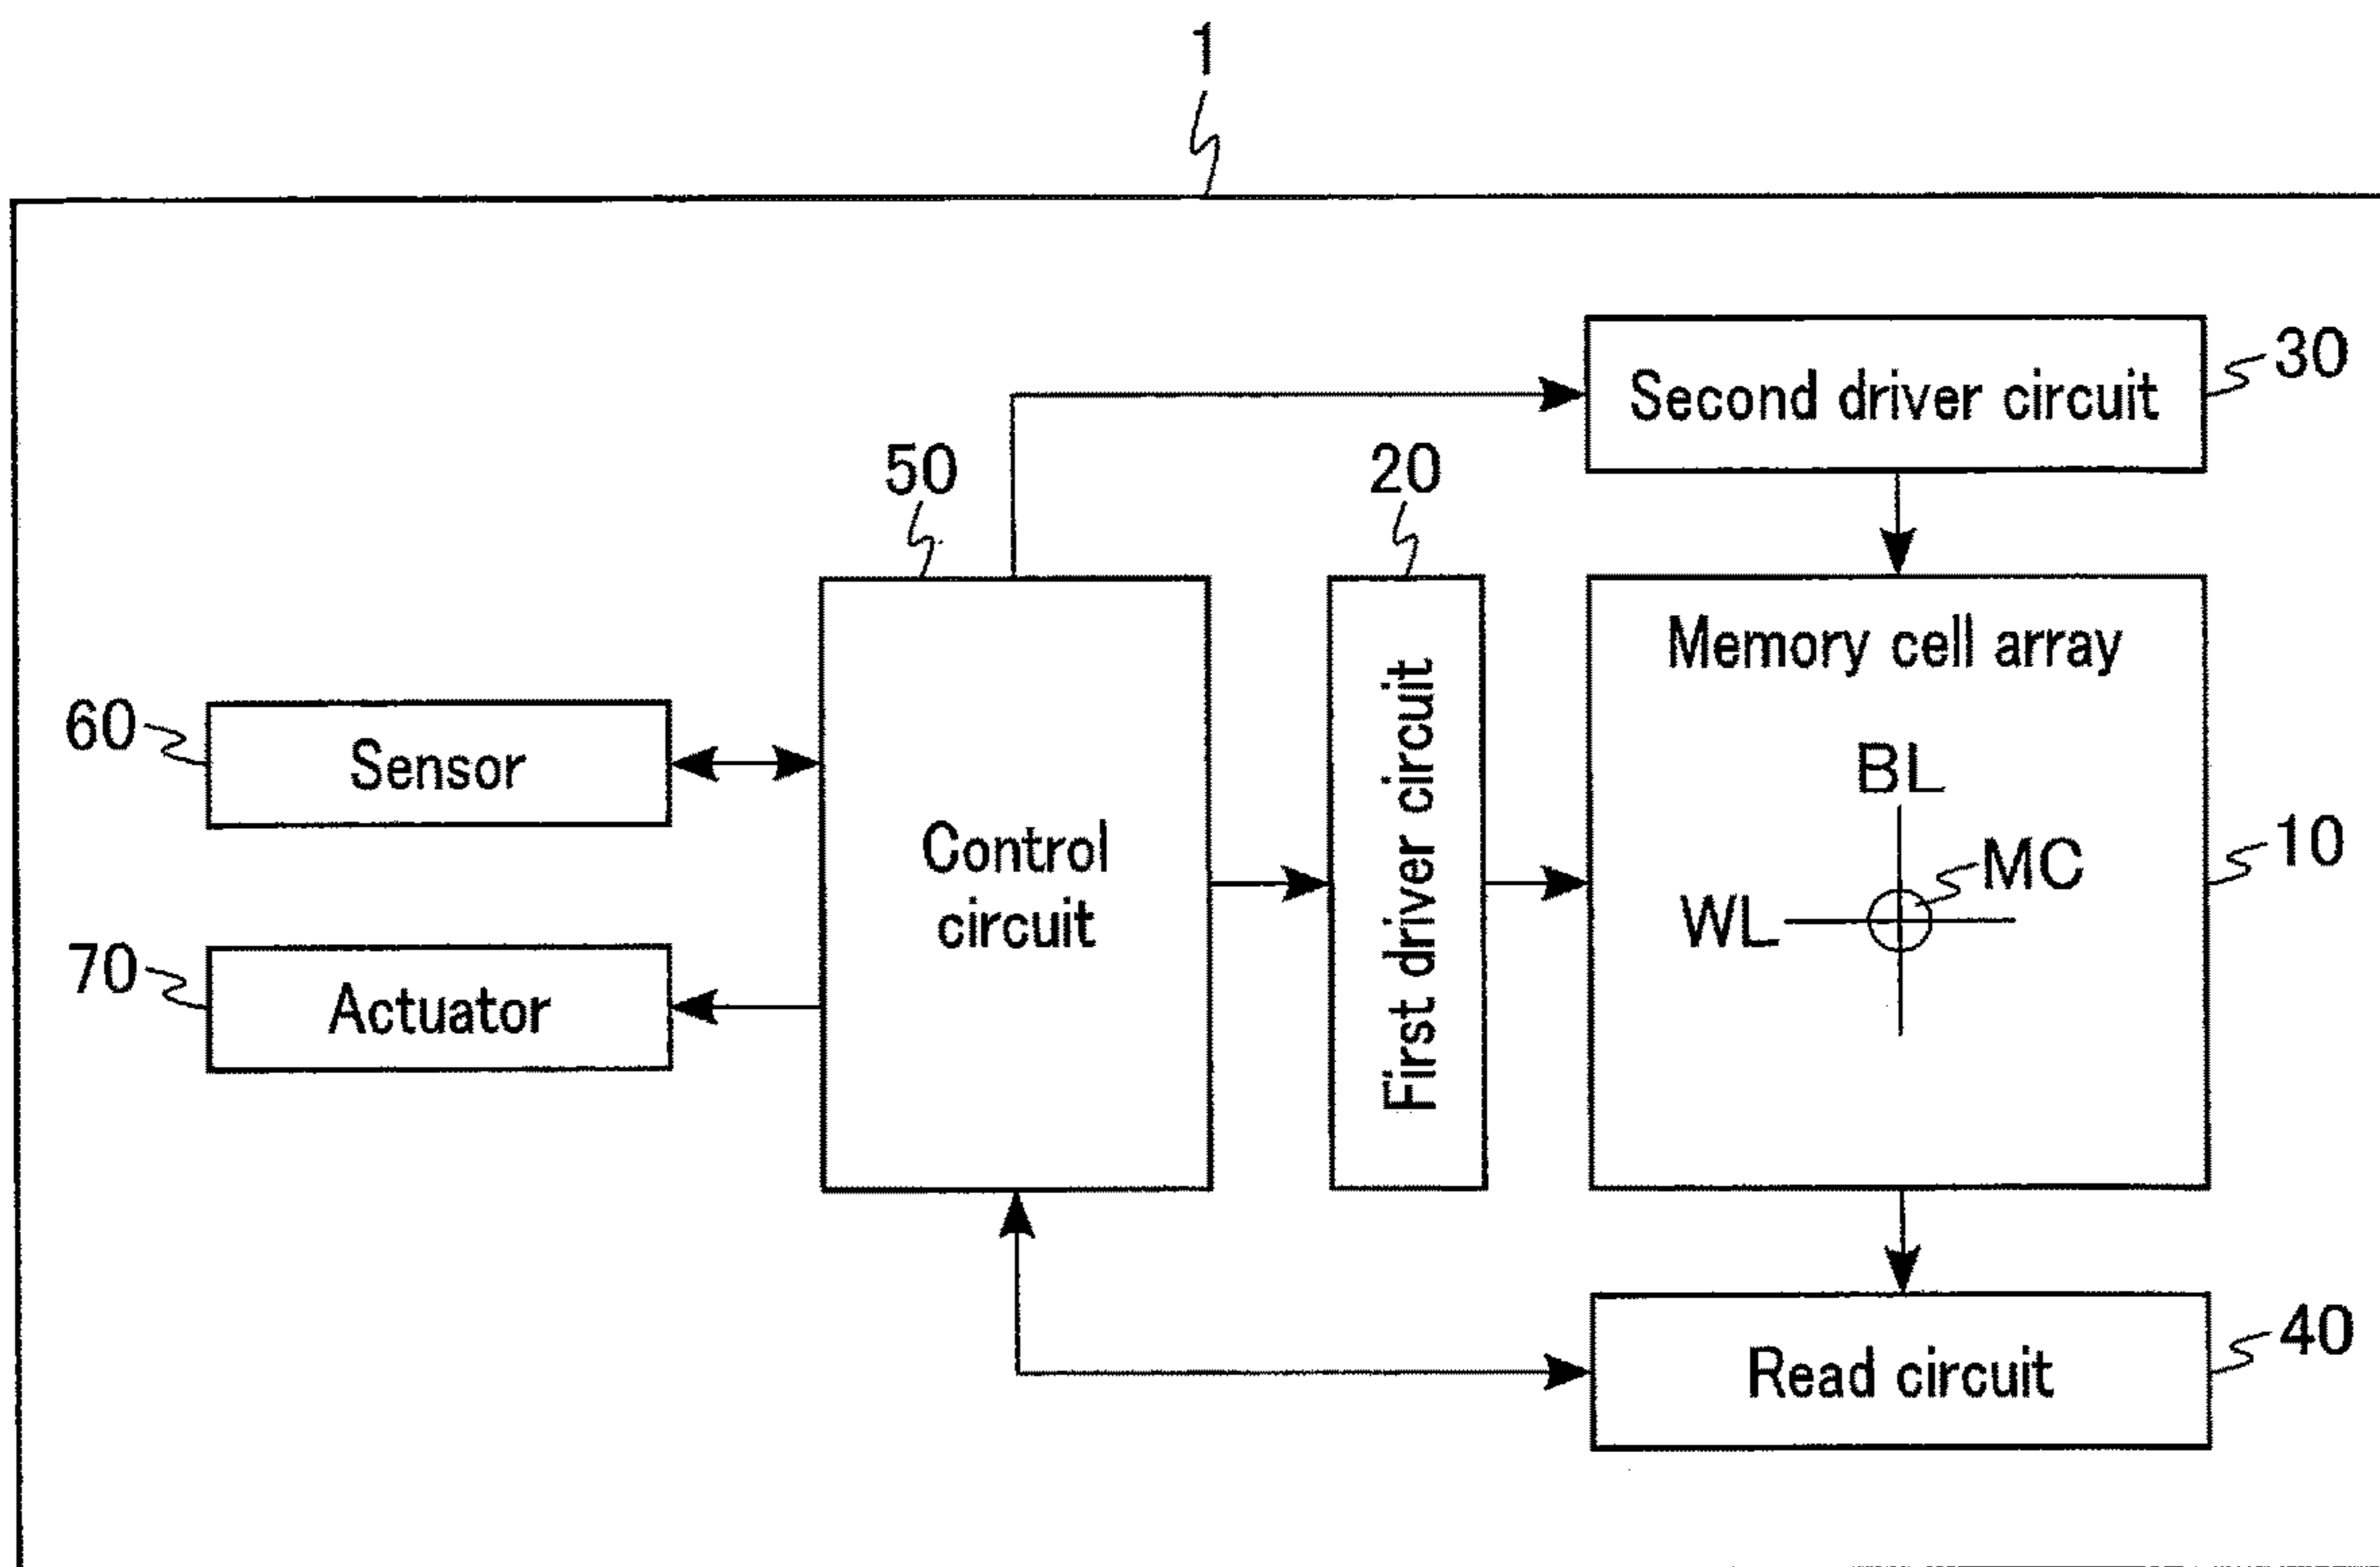 1
Second driver circuit
30
50
20
Memory cell array
60
Sensor
First driver circuit
BL
Control
circuit
10
MC
WL
70
Actuator
Read circuit
40